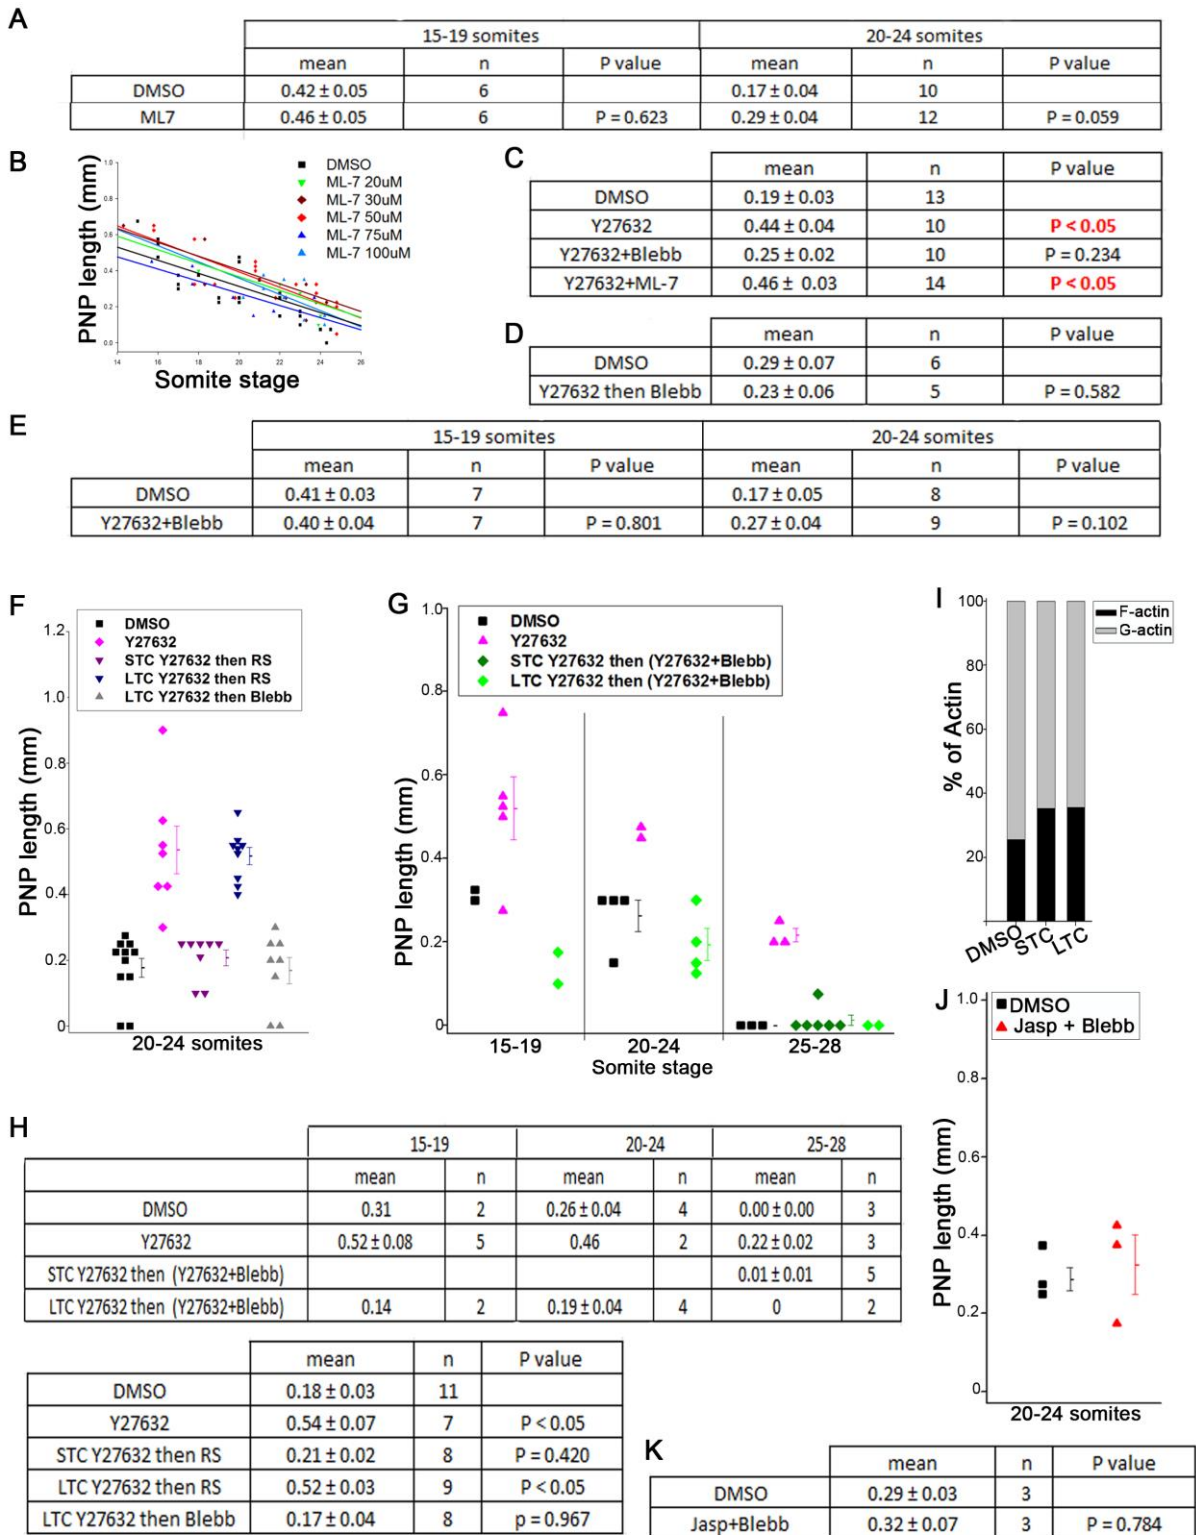 A
15-19 somites 20-24 somites
mean n P value mean n P value
DMSO 0.42 ± 0.05 6 0.17 ± 0.04 10
ML7 0.46 ± 0.05 6 P = 0.623 0.29 ± 0.04 12 P = 0.059
B
PNP length (mm)
1.0
0.8
0.6
0.4
0.2
0.0
14 16 18 20 22 24 26
Somite stage
DMSO
ML-7 20uM
ML-7 30uM
ML-7 50uM
ML-7 75uM
ML-7 100uM
C
mean n P value
DMSO 0.19 ± 0.03 13
Y27632 0.44 ± 0.04 10 P < 0.05
Y27632+Blebb 0.25 ± 0.02 10 P = 0.234
Y27632+ML-7 0.46 ± 0.03 14 P < 0.05
D
mean n P value
DMSO 0.29 ± 0.07 6
Y27632 then Blebb 0.23 ± 0.06 5 P = 0.582
E
15-19 somites 20-24 somites
mean n P value mean n P value
DMSO 0.41 ± 0.03 7 0.17 ± 0.05 8
Y27632+Blebb 0.40 ± 0.04 7 P = 0.801 0.27 ± 0.04 9 P = 0.102
F
DMSO
Y27632
STC Y27632 then RS
LTC Y27632 then RS
LTC Y27632 then Blebb
PNP length (mm)
1.2
1.0
0.8
0.6
0.4
0.2
0
20-24 somites
G
DMSO
Y27632
STC Y27632 then (Y27632+Blebb)
LTC Y27632 then (Y27632+Blebb)
PNP length (mm)
1.0
0.8
0.6
0.4
0.2
0
15-19 20-24 25-28
Somite stage
I
F-actin
G-actin
% of Actin
100
80
60
40
20
DMSO STC LTC
J
DMSO
Jasp + Blebb
PNP length (mm)
1.0
0.8
0.6
0.4
0.2
0
20-24 somites
H
15-19 20-24 25-28
mean n mean n mean n
DMSO 0.31 2 0.26 ± 0.04 4 0.00 ± 0.00 3
Y27632 0.52 ± 0.08 5 0.46 2 0.22 ± 0.02 3
STC Y27632 then (Y27632+Blebb) 0.01 ± 0.01 5
LTC Y27632 then (Y27632+Blebb) 0.14 2 0.19 ± 0.04 4 0 2
mean n P value
DMSO 0.18 ± 0.03 11
Y27632 0.54 ± 0.07 7 P < 0.05
STC Y27632 then RS 0.21 ± 0.02 8 P = 0.420
LTC Y27632 then RS 0.52 ± 0.03 9 P < 0.05
LTC Y27632 then Blebb 0.17 ± 0.04 8 p = 0.967
K
mean n P value
DMSO 0.29 ± 0.03 3
Jasp+Blebb 0.32 ± 0.07 3 P = 0.784